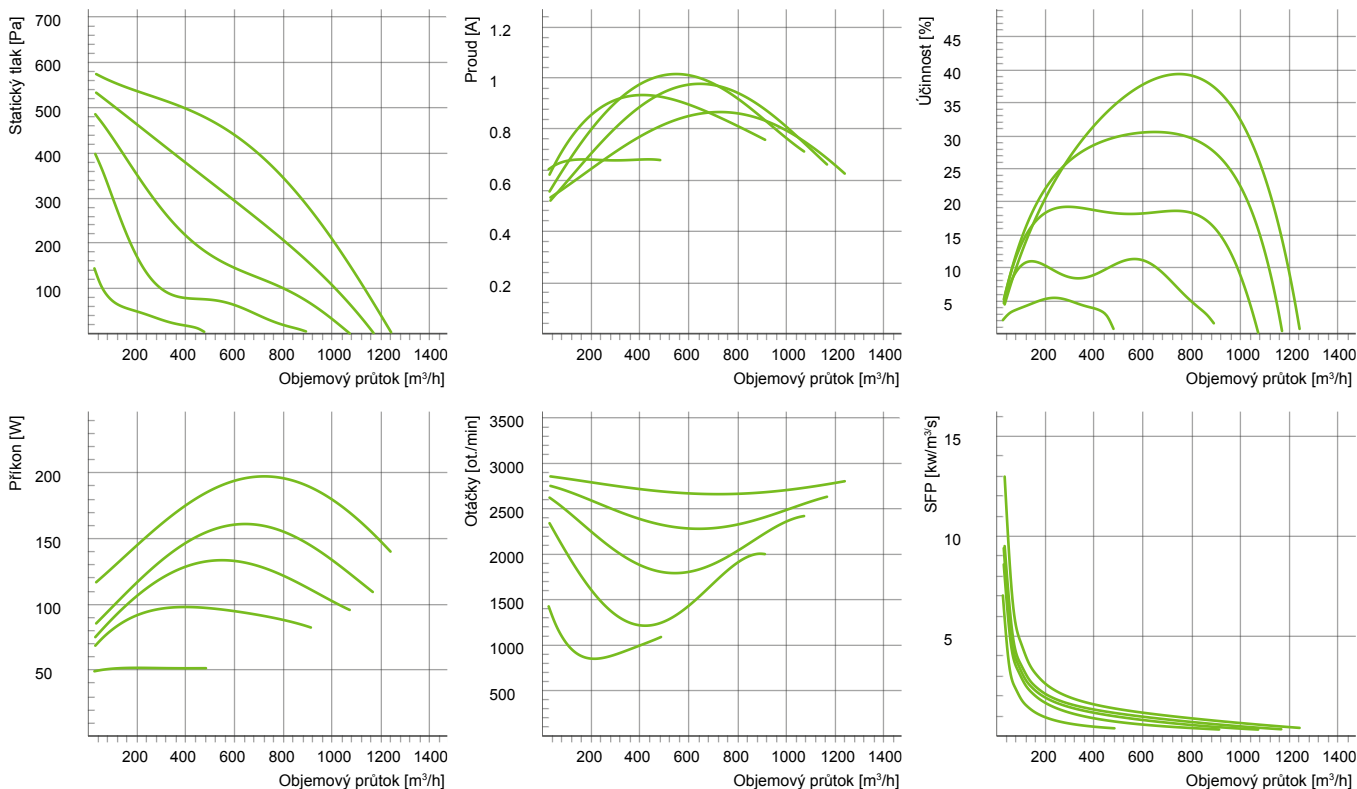 Statický tlak [Pa]
700
600
500
400
300
200
100
200 400 600 800 1000 1200 1400
Objemový průtok [m³/h]
Proud [A]
1.2
1
0.8
0.6
0.4
0.2
200 400 600 800 1000 1200 1400
Objemový průtok [m³/h]
Účinnost [%]
45
40
35
30
25
20
15
10
5
200 400 600 800 1000 1200 1400
Objemový průtok [m³/h]
Příkon [W]
200
150
100
50
200 400 600 800 1000 1200 1400
Objemový průtok [m³/h]
Otáčky [ot./min]
3500
3000
2500
2000
1500
1000
500
200 400 600 800 1000 1200 1400
Objemový průtok [m³/h]
SFP [kw/m³/s]
15
10
5
200 400 600 800 1000 1200 1400
Objemový průtok [m³/h]